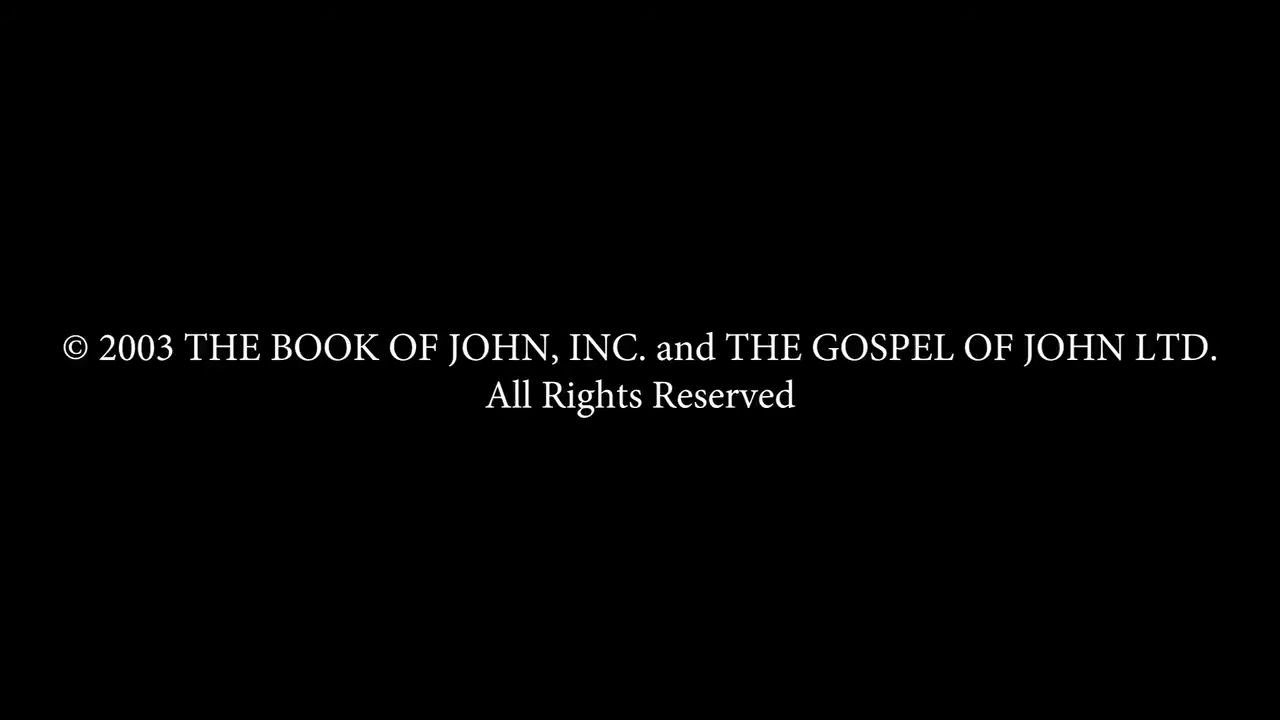 © 2003 THE BOOK OF JOHN, INC. and THE GOSPEL OF JOHN LTD.
All Rights Reserved